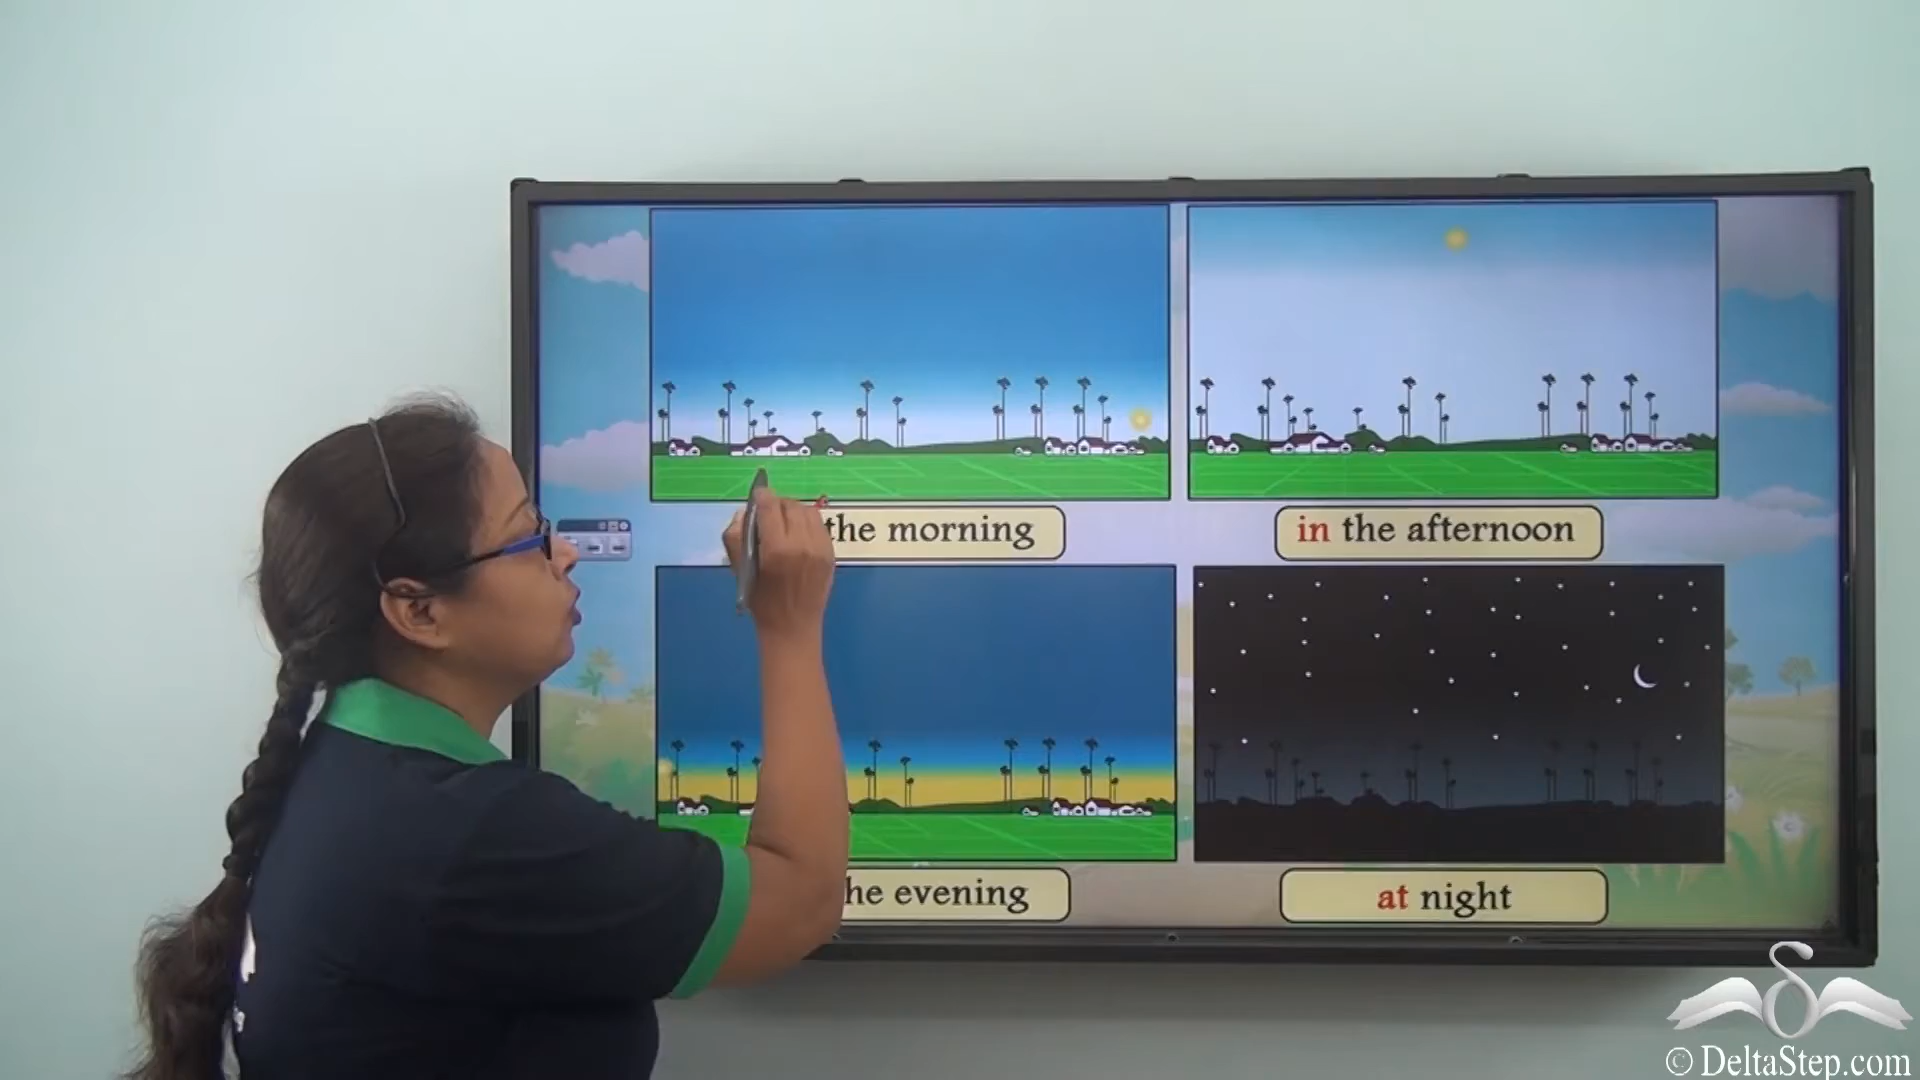 the morning
in the afternoon
he evening
at night
© DeltaStep.com